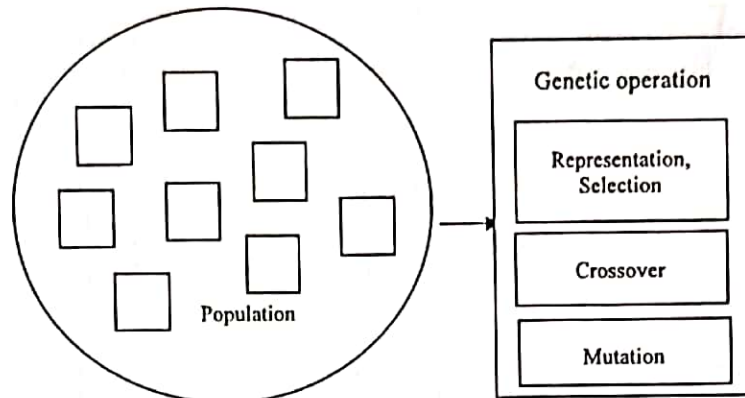 Genetic operation
Representation,
Selection
Crossover
Mutation
Population